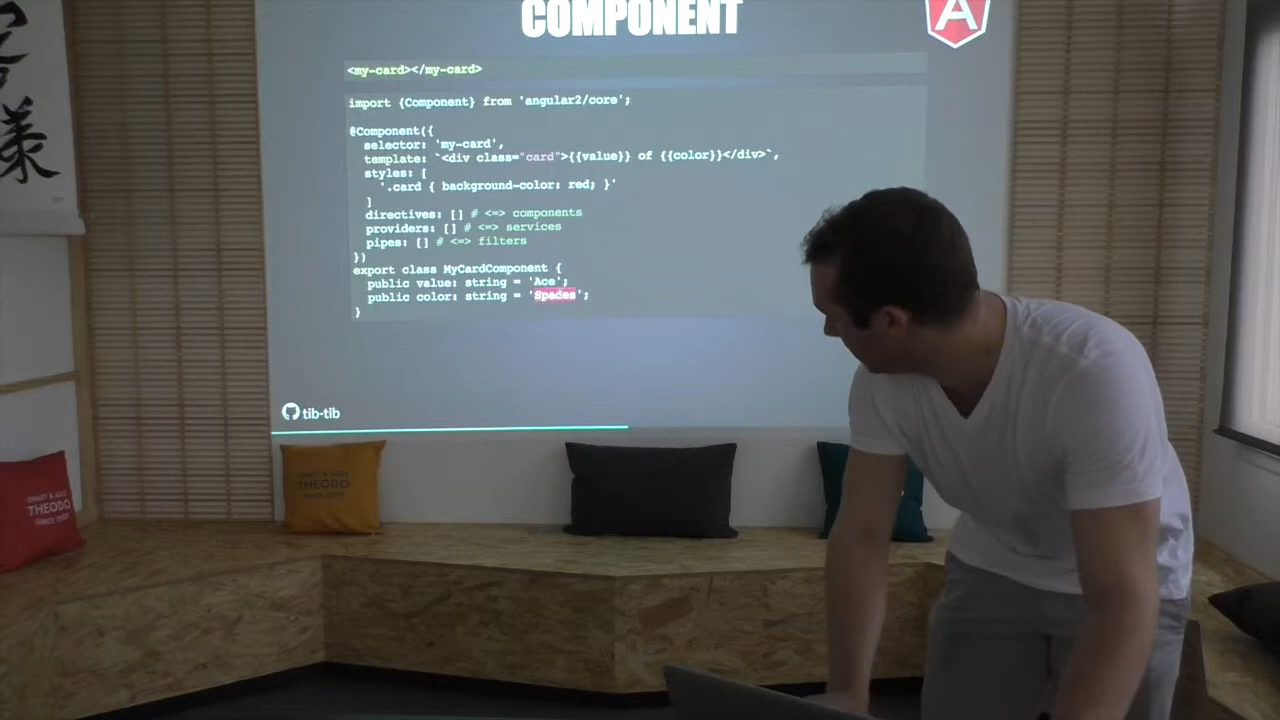 COMPONENT
<my-card></my-card>
import {Component} from 'angular2/core';
@Component({
selector: 'my-card',
template: `<div class="card">{{value}} of {{color}}</div>`,
styles: [
'.card { background-color: red; }'
]
directives: [] # <=> components
providers: [] # <=> services
pipes: [] # <=> filters
})
export class MyCardComponent {
public value: string = 'Ace';
public color: string = 'Spades';
}
tib-tib
THEODO
THEODO